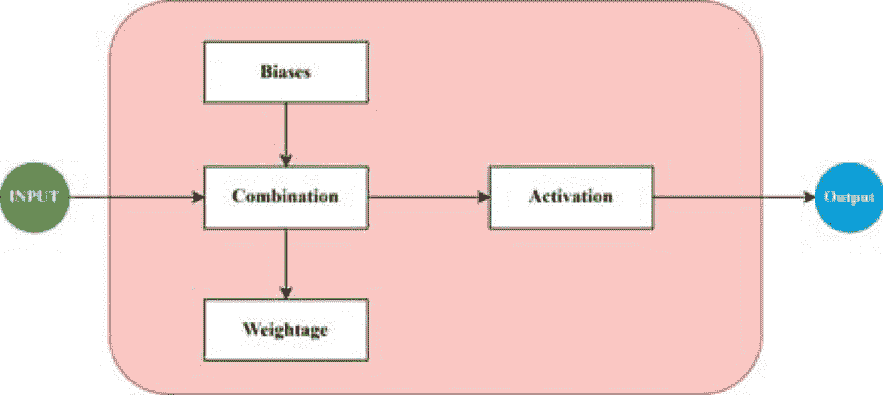 Biases
INPUT
Combination
Activation
Output
Weightage